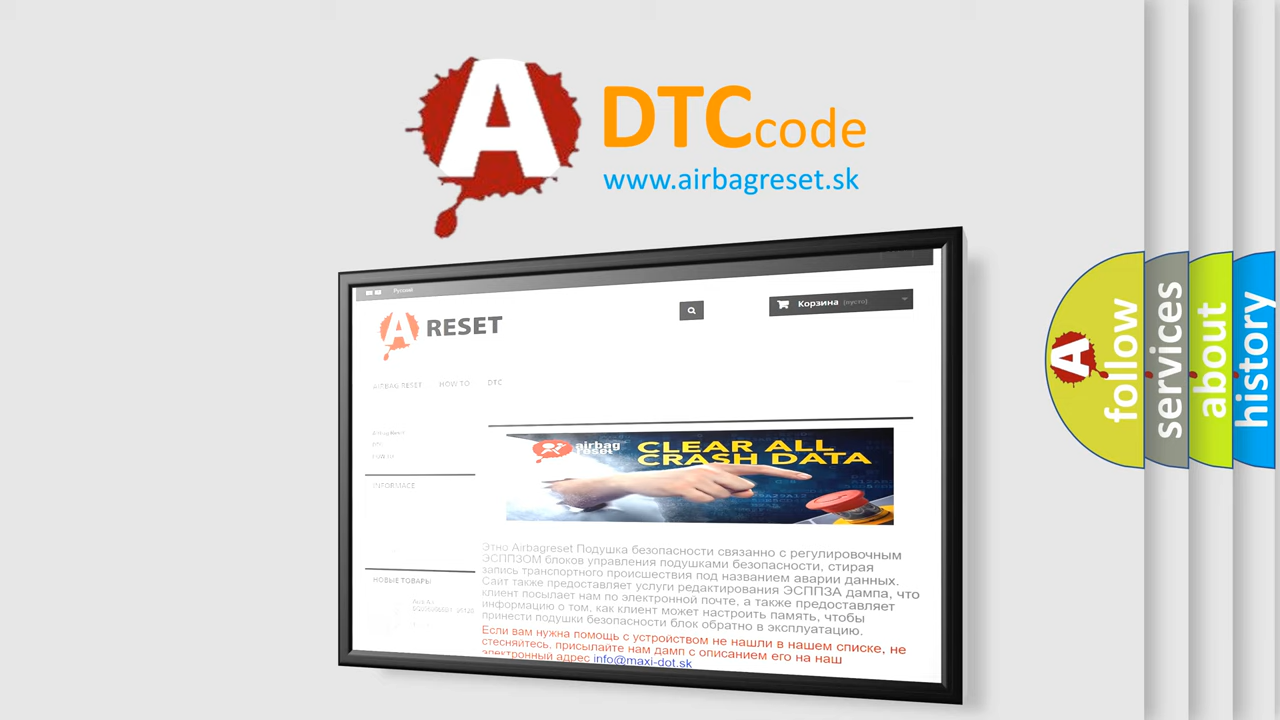 A DTCcode
www.airbagreset.sk
Русский
A RESET
Корзина (пусто)
AIRBAG RESET HOW TO DTC
INFORMACE
НОВЫЕ ТОВАРЫ
airbag
reset
CLEAR ALL
CRASH DATA
Этно Airbagreset Подушка безопасности связанно с регулировочным
ЭСППЗОМ блоков управления подушками безопасности, стирая
запись транспортного происшествия под названием аварии данных.
Сайт также предоставляет услуги редактирования ЭСППЗА дампа, что
клиент посылает нам по электронной почте, а также предоставляет
информацию о том, как клиент может настроить память, чтобы
принести подушки безопасности блок обратно в эксплуатацию.
Если вам нужна помощь с устройством не нашли в нашем списке, не
стесняйтесь, присылайте нам дамп с описанием его на наш
электронный адрес info@maxi-dot.sk
A follow
services
about
history